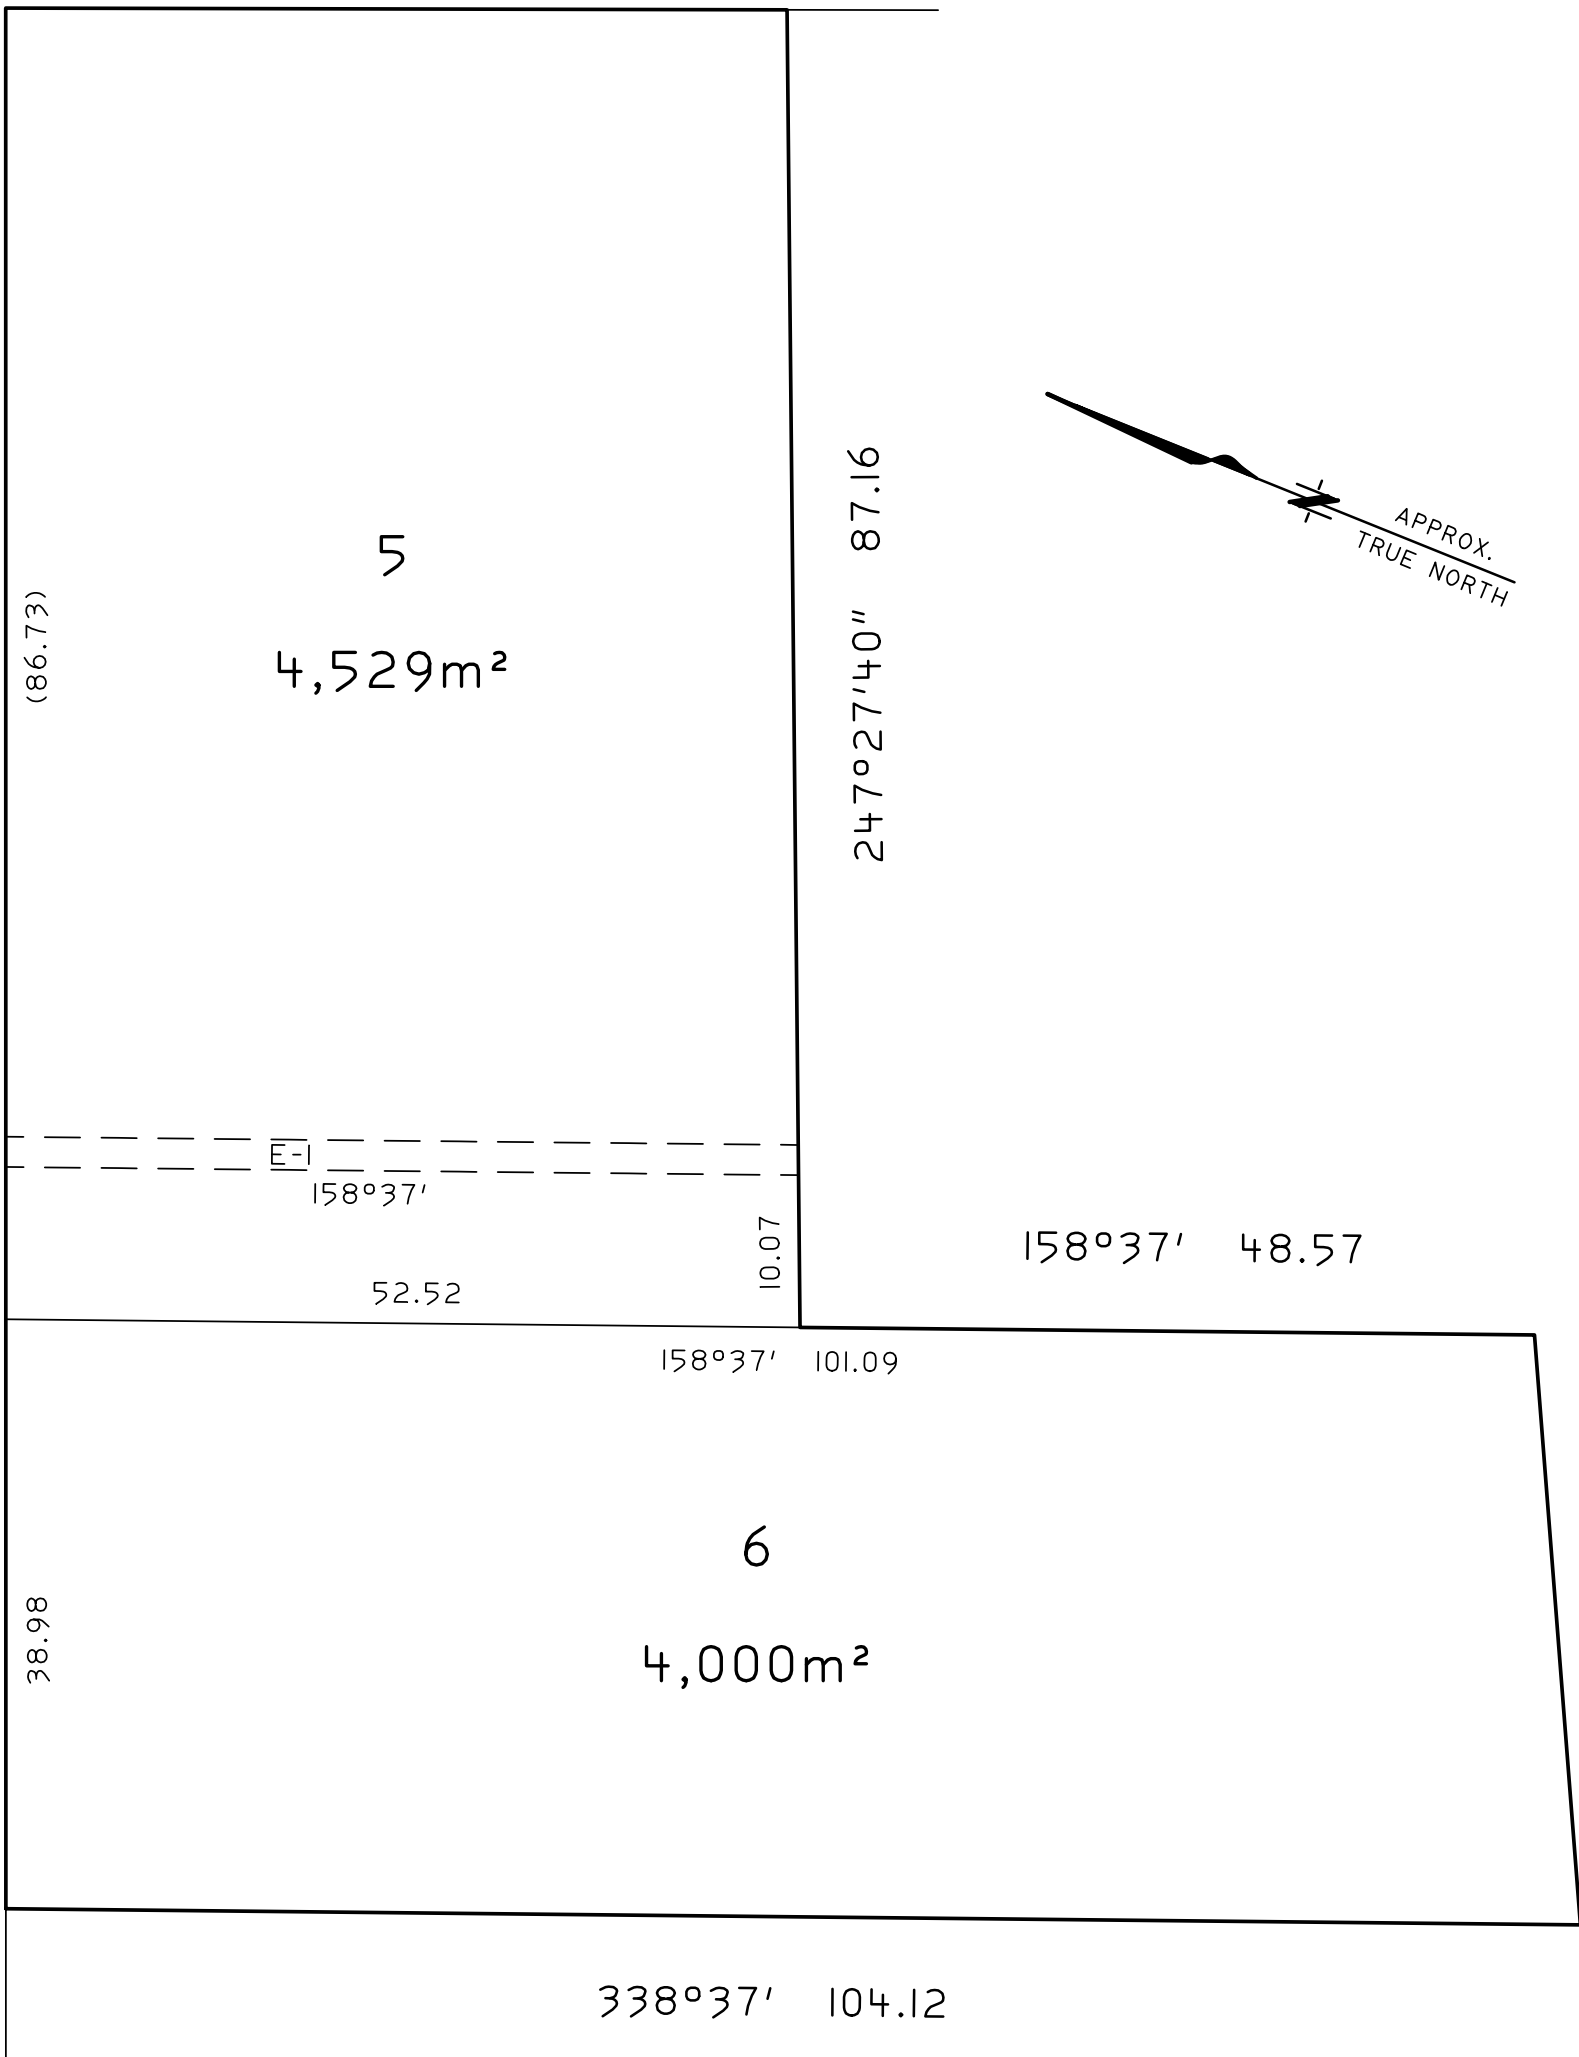 APPROX.
TRUE NORTH
247°27'40" 87.16
5
(86.73)
4,529m²
E-1
158°37'
10.07
158°37' 48.57
52.52
158°37' 101.09
6
38.98
4,000m²
338°37' 104.12